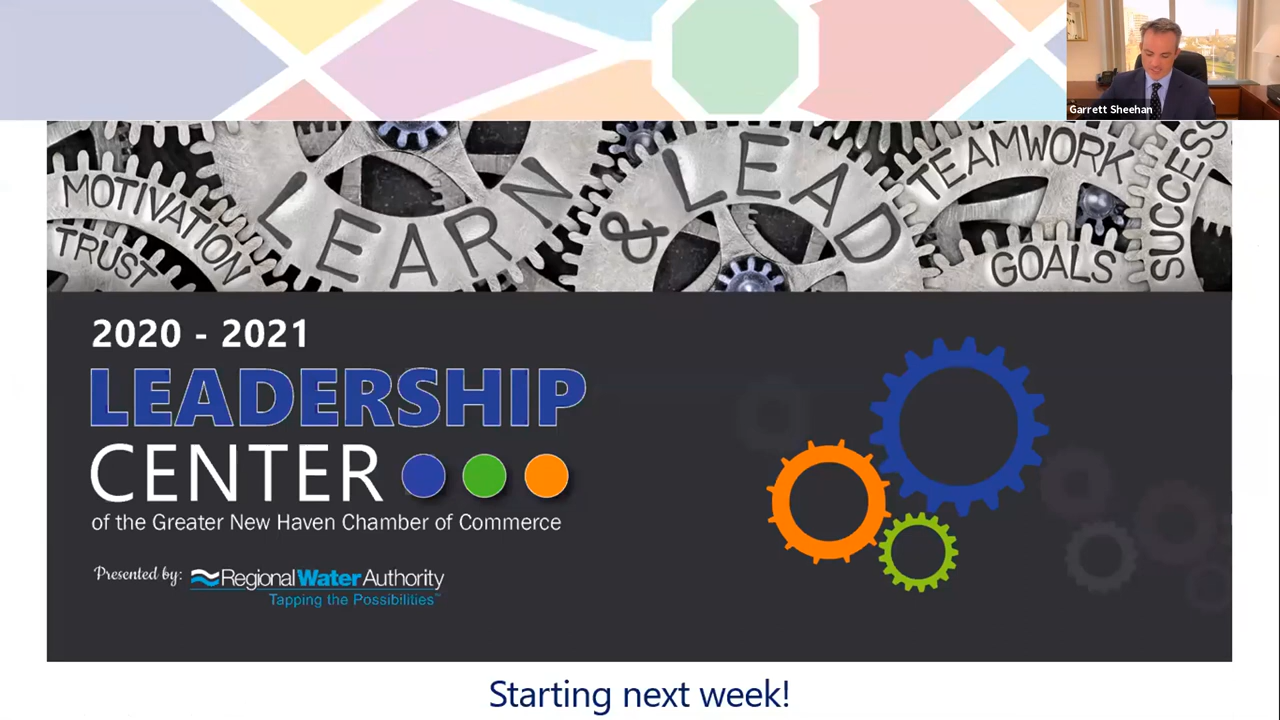 Garrett Sheehan
MOTIVATION
TRUST
LEARN
& LEAD
TEAMWORK
GOALS
SUCCESS
2020 - 2021
LEADERSHIP
CENTER
of the Greater New Haven Chamber of Commerce
Presented by: Regional Water Authority
Tapping the Possibilities™
Starting next week!